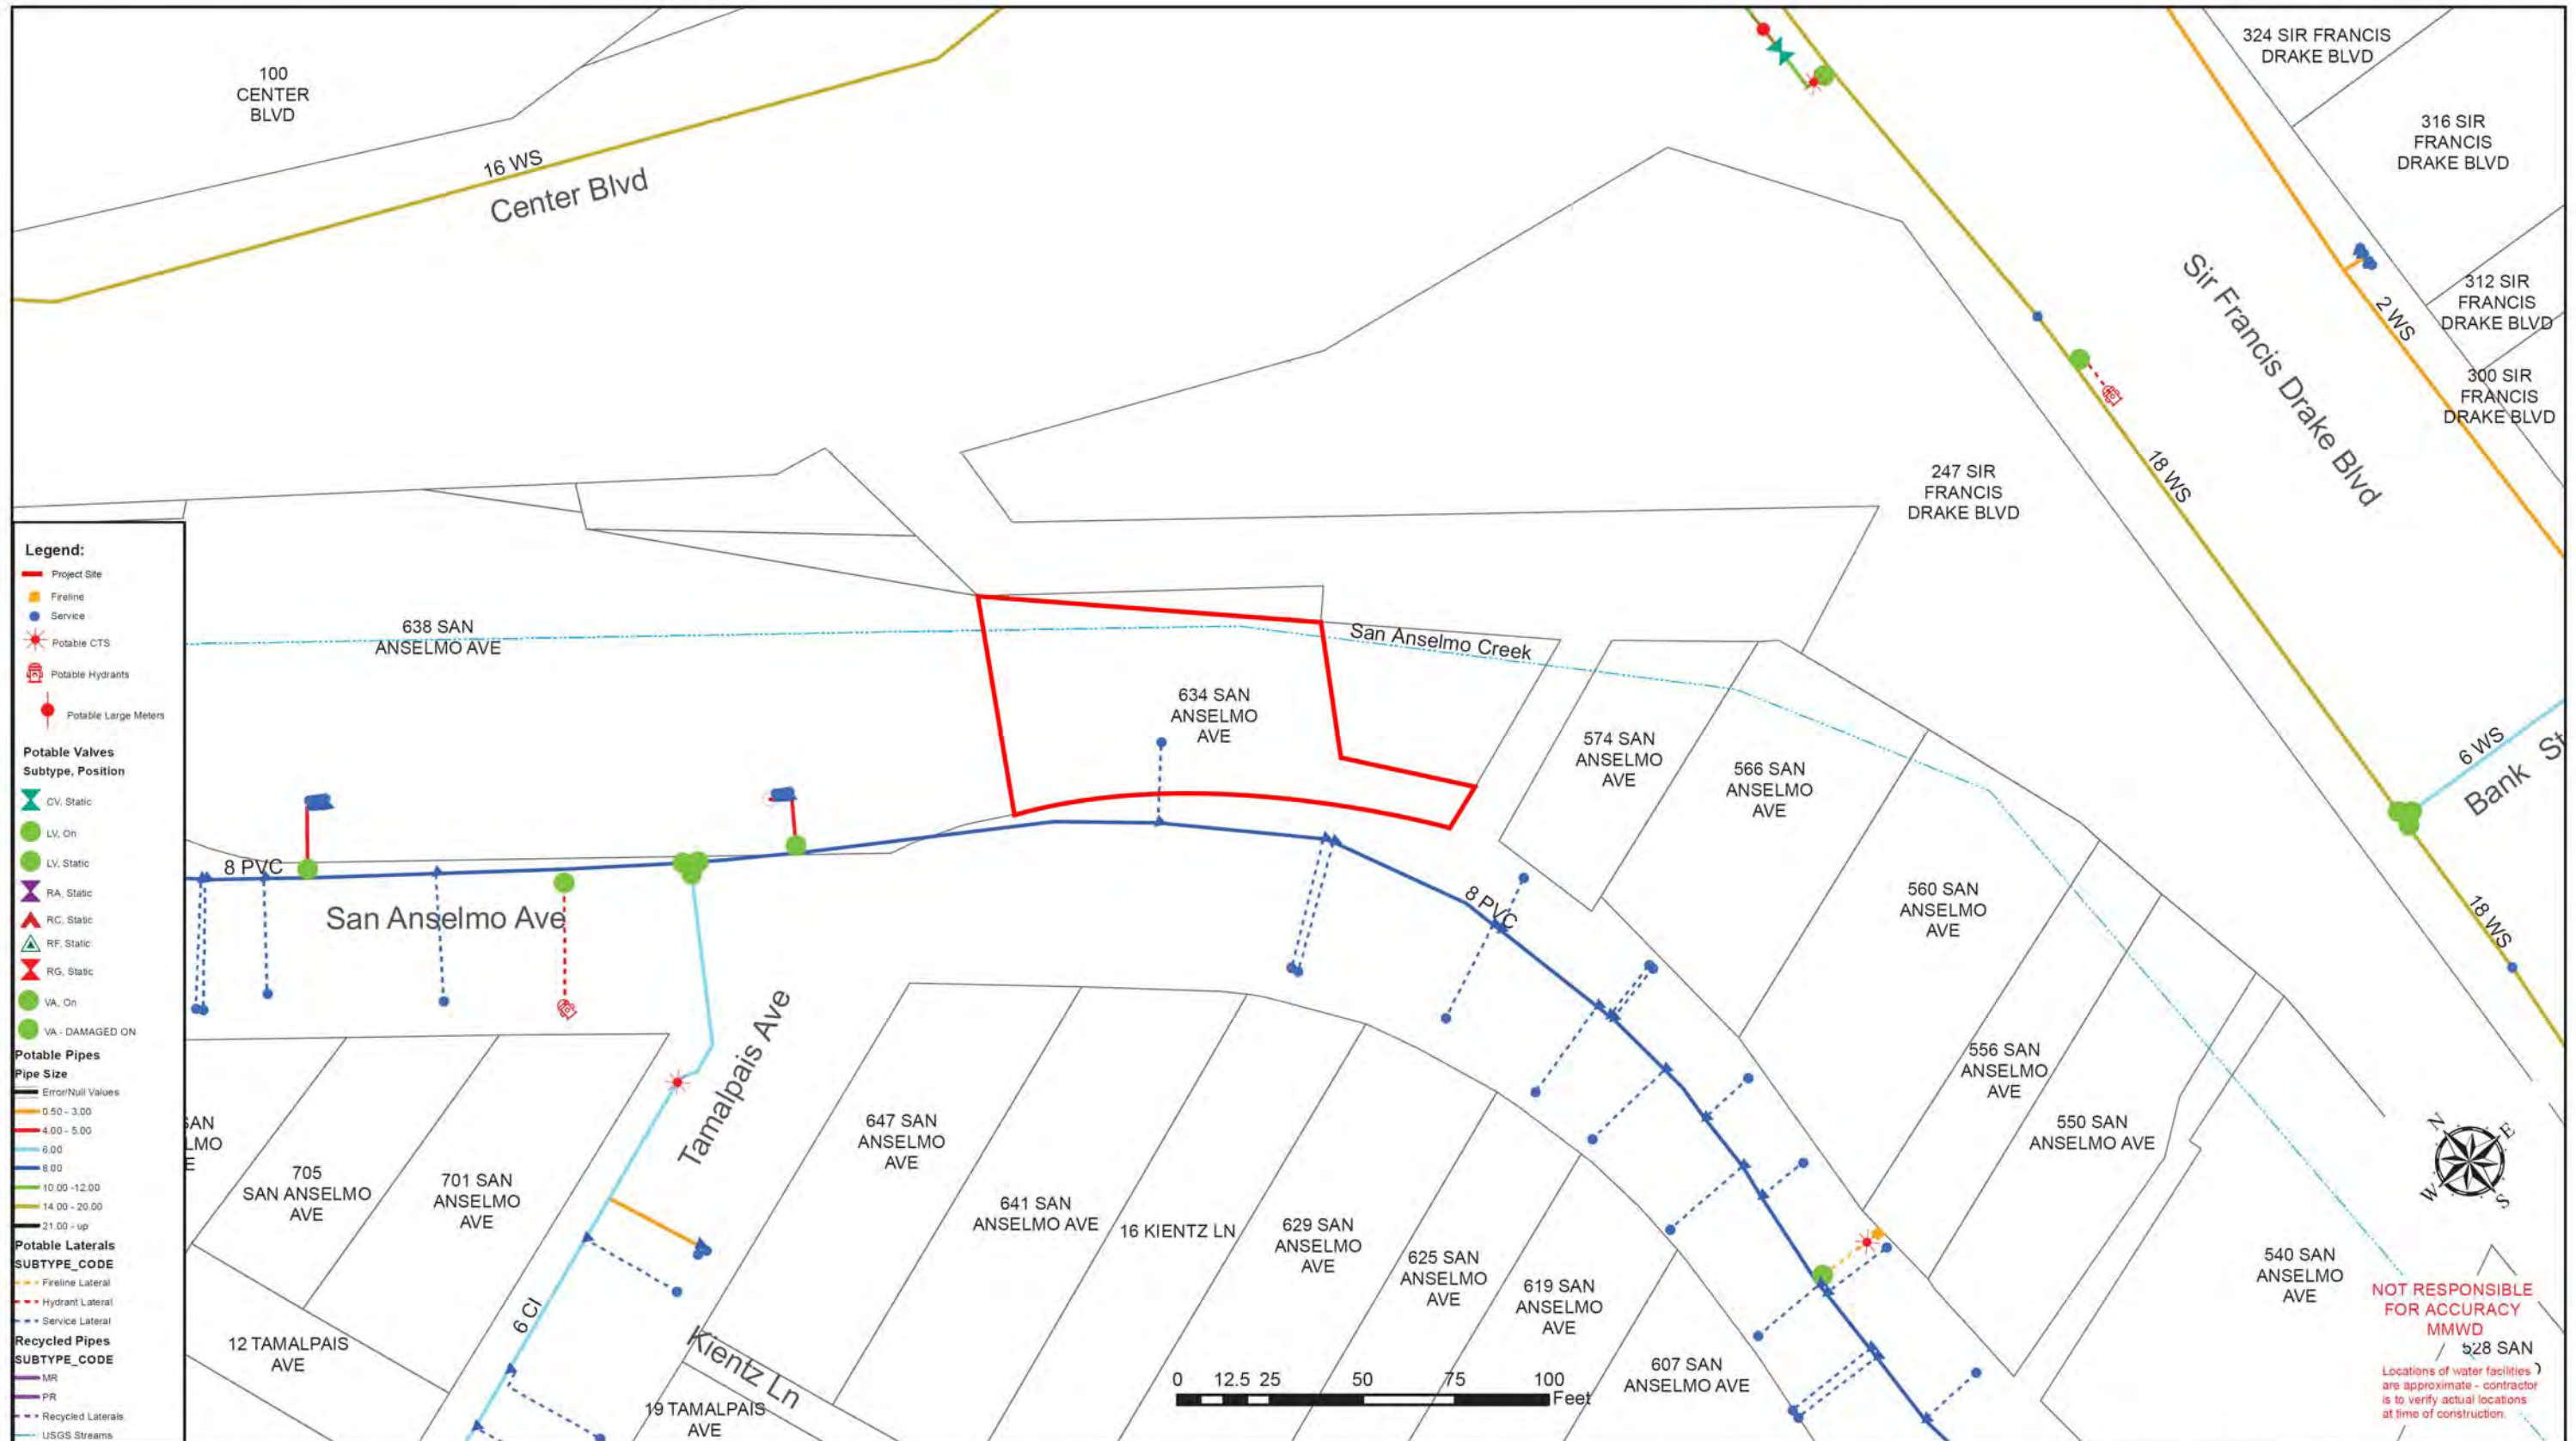 100
CENTER
BLVD
16 WS
Center Blvd
324 SIR FRANCIS
DRAKE BLVD
316 SIR
FRANCIS
DRAKE BLVD
312 SIR
FRANCIS
DRAKE BLVD
300 SIR
FRANCIS
DRAKE BLVD
2 WS
Sir Francis Drake Blvd
18 WS
247 SIR
FRANCIS
DRAKE BLVD
6 WS
Bank St
18 WS
Legend:
Project Site
Fireline
Service
Potable CTS
Potable Hydrants
Potable Large Meters
Potable Valves
Subtype, Position
CV, Static
LV, On
LV, Static
RA, Static
RC, Static
RF, Static
RG, Static
VA, On
VA - DAMAGED ON
Potable Pipes
Pipe Size
Error/Null Values
0.50 - 3.00
4.00 - 5.00
6.00
8.00
10.00 -12.00
14.00 - 20.00
21.00 - up
Potable Laterals
SUBTYPE_CODE
Fireline Lateral
Hydrant Lateral
Service Lateral
Recycled Pipes
SUBTYPE_CODE
MR
PR
Recycled Laterals
USGS Streams
638 SAN
ANSELMO AVE
San Anselmo Creek
634 SAN
ANSELMO
AVE
574 SAN
ANSELMO
AVE
566 SAN
ANSELMO
AVE
560 SAN
ANSELMO
AVE
556 SAN
ANSELMO
AVE
550 SAN
ANSELMO AVE
540 SAN
ANSELMO
AVE
528 SAN
8 PVC
San Anselmo Ave
8 PVC
Tamalpais Ave
705
SAN ANSELMO
AVE
701 SAN
ANSELMO
AVE
647 SAN
ANSELMO
AVE
641 SAN
ANSELMO AVE
16 KIENTZ LN
629 SAN
ANSELMO
AVE
625 SAN
ANSELMO
AVE
619 SAN
ANSELMO
AVE
607 SAN
ANSELMO AVE
6 CI
12 TAMALPAIS
AVE
Kientz Ln
19 TAMALPAIS
AVE
0 12.5 25 50 75 100
Feet
N
E
W
S
NOT RESPONSIBLE
FOR ACCURACY
MMWD
Locations of water facilities
are approximate - contractor
is to verify actual locations
at time of construction.